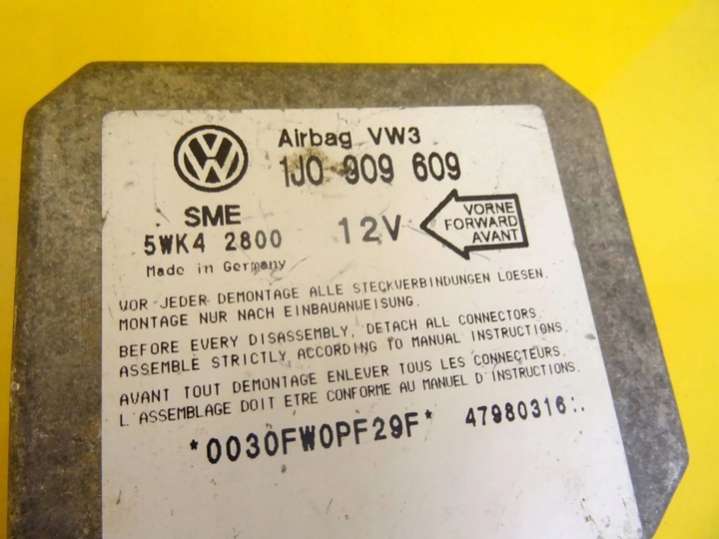 Airbag VW3
1J0 909 609
SME
5WK4 2800
12V
VORNE
FORWARD
AVANT
Made in Germany
VOR JEDER DEMONTAGE ALLE STECKVERBINDUNGEN LOESEN.
MONTAGE NUR NACH EINBAUANWEISUNG.
BEFORE EVERY DISASSEMBLY, DETACH ALL CONNECTORS.
ASSEMBLE STRICTLY ACCORDING TO MANUAL INSTRUCTIONS.
AVANT TOUT DEMONTAGE ENLEVER TOUS LES CONNECTEURS.
L'ASSEMBLAGE DOIT ETRE CONFORME AU MANUEL D'INSTRUCTIONS.
*0030FW0PF29F* 47980316:.